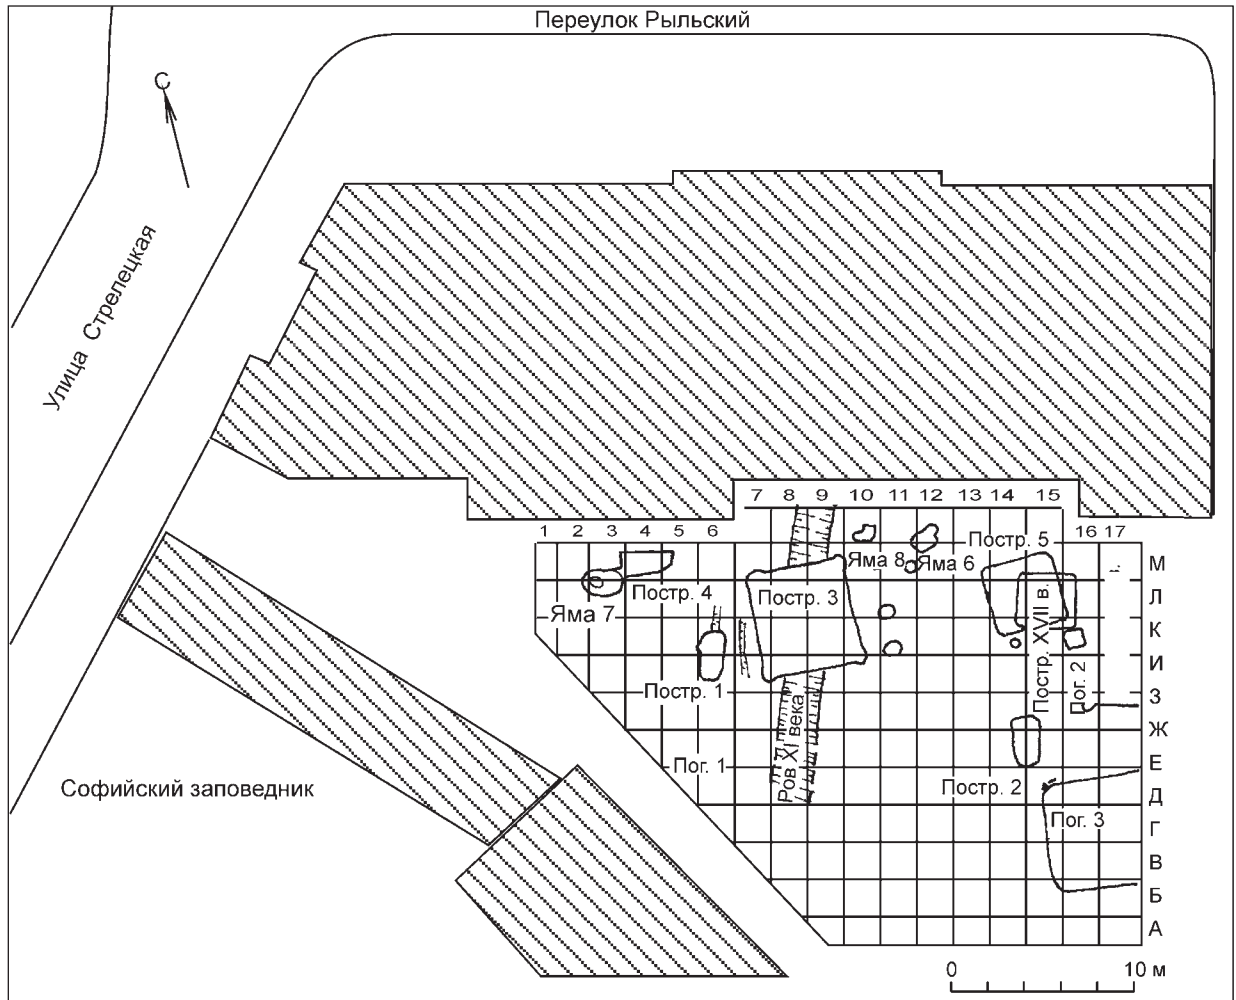 Переулок Рыльский
С
Улица Стрелецкая
7 8 9 10 11 12 13 14 15
1 2 3 4 5 6
16 17
Постр. 5
Яма 8
Яма 6
М
Постр. 4
Постр. 3
Л
Яма 7
К
Постр. XVII в.
И
Постр. 1
Пог. 2
З
Ров XI века
Ж
Пог. 1
Е
Софийский заповедник
Постр. 2
Д
Пог. 3
Г
В
Б
А
0 10 м